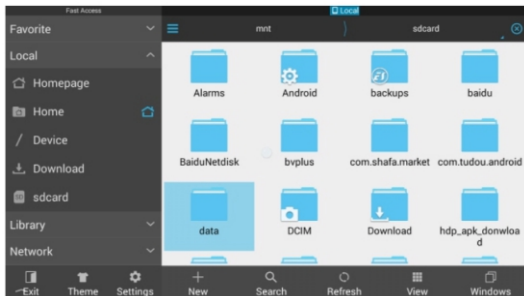 Fast Access
Local
Favorite
mnt
sdcard
Local
Homepage
Home
Device
Download
sdcard
Library
Network
Alarms
Android
backups
baidu
BaiduNetdisk
bvplus
com.shafa.market
com.tudou.android
data
DCIM
Download
hdp_apk_donwloa
d
Exit
Theme
Settings
New
Search
Refresh
View
Windows